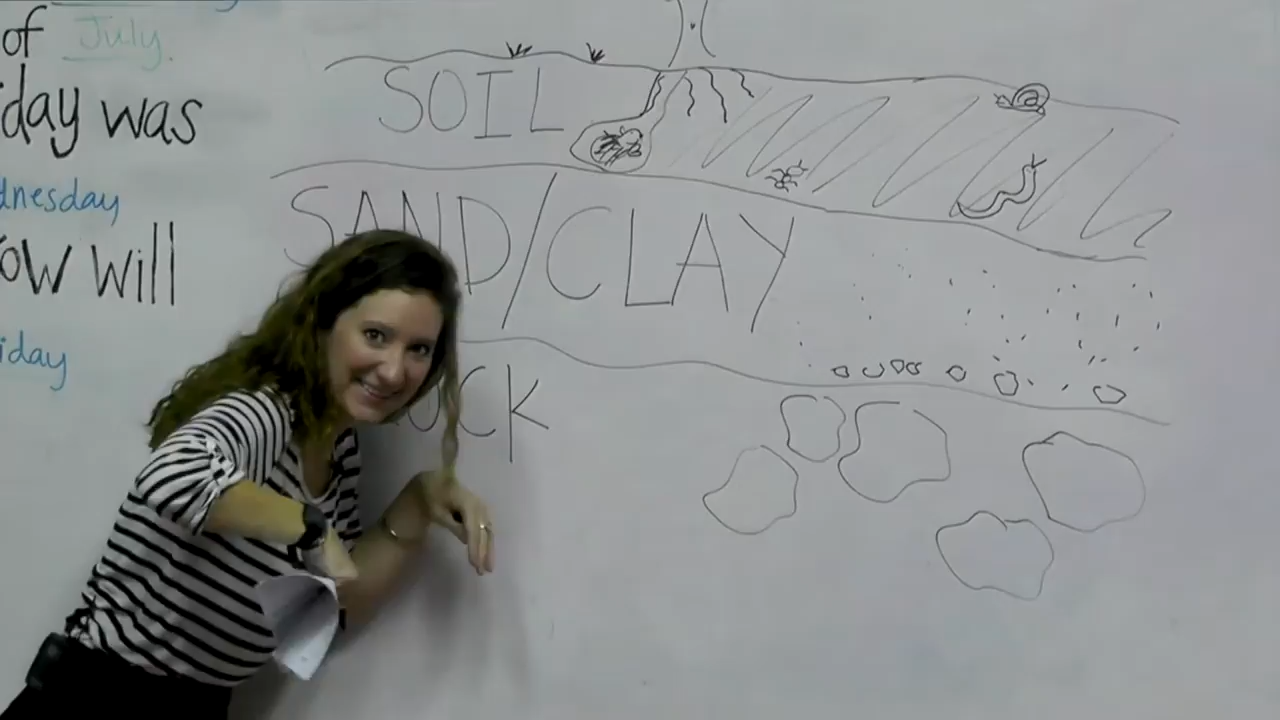 of July.
day was
dnesday
ow will
iday
SOIL
SAND/CLAY
OCK